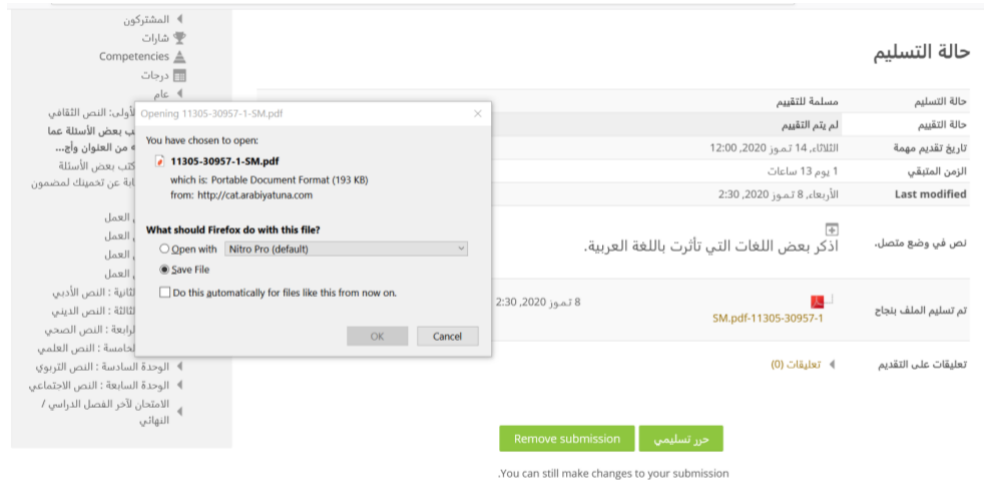 المشتركون
شارات
Competencies
درجات
عام
الأولى: النص الثقافي
ب بعض الأسئلة عما
من العنوان وأج...
كتب بعض الأسئلة
ابة عن تخمينك لمضمون
العمل
العمل
العمل
العمل
لثانية : النص الأدبي
لثالثة : النص الديني
لرابعة : النص الصحي
لخامسة : النص العلمي
الوحدة السادسة : النص التربوي
الوحدة السابعة : النص الاجتماعي
الامتحان لآخر الفصل الدراسي /
النهائي
Opening 11305-30957-1-SM.pdf
You have chosen to open:
11305-30957-1-SM.pdf
which is: Portable Document Format (193 KB)
from: http://cat.arabiyatuna.com
What should Firefox do with this file?
Open with Nitro Pro (default)
Save File
Do this automatically for files like this from now on.
OK Cancel
حالة التسليم
حالة التسليم مسلمة للتقييم
حالة التقييم لم يتم التقييم
تاريخ تقديم مهمة الثلاثاء, 14 تموز 2020, 12:00
الزمن المتبقي 1 يوم 13 ساعات
Last modified الأربعاء, 8 تموز 2020, 2:30
نص في وضع متصل. اذكر بعض اللغات التي تأثرت باللغة العربية.
تم تسليم الملف بنجاح SM.pdf-11305-30957-1 8 تموز 2020, 2:30
تعليقات على التقديم تعليقات (0)
حرر تسليمي Remove submission
.You can still make changes to your submission